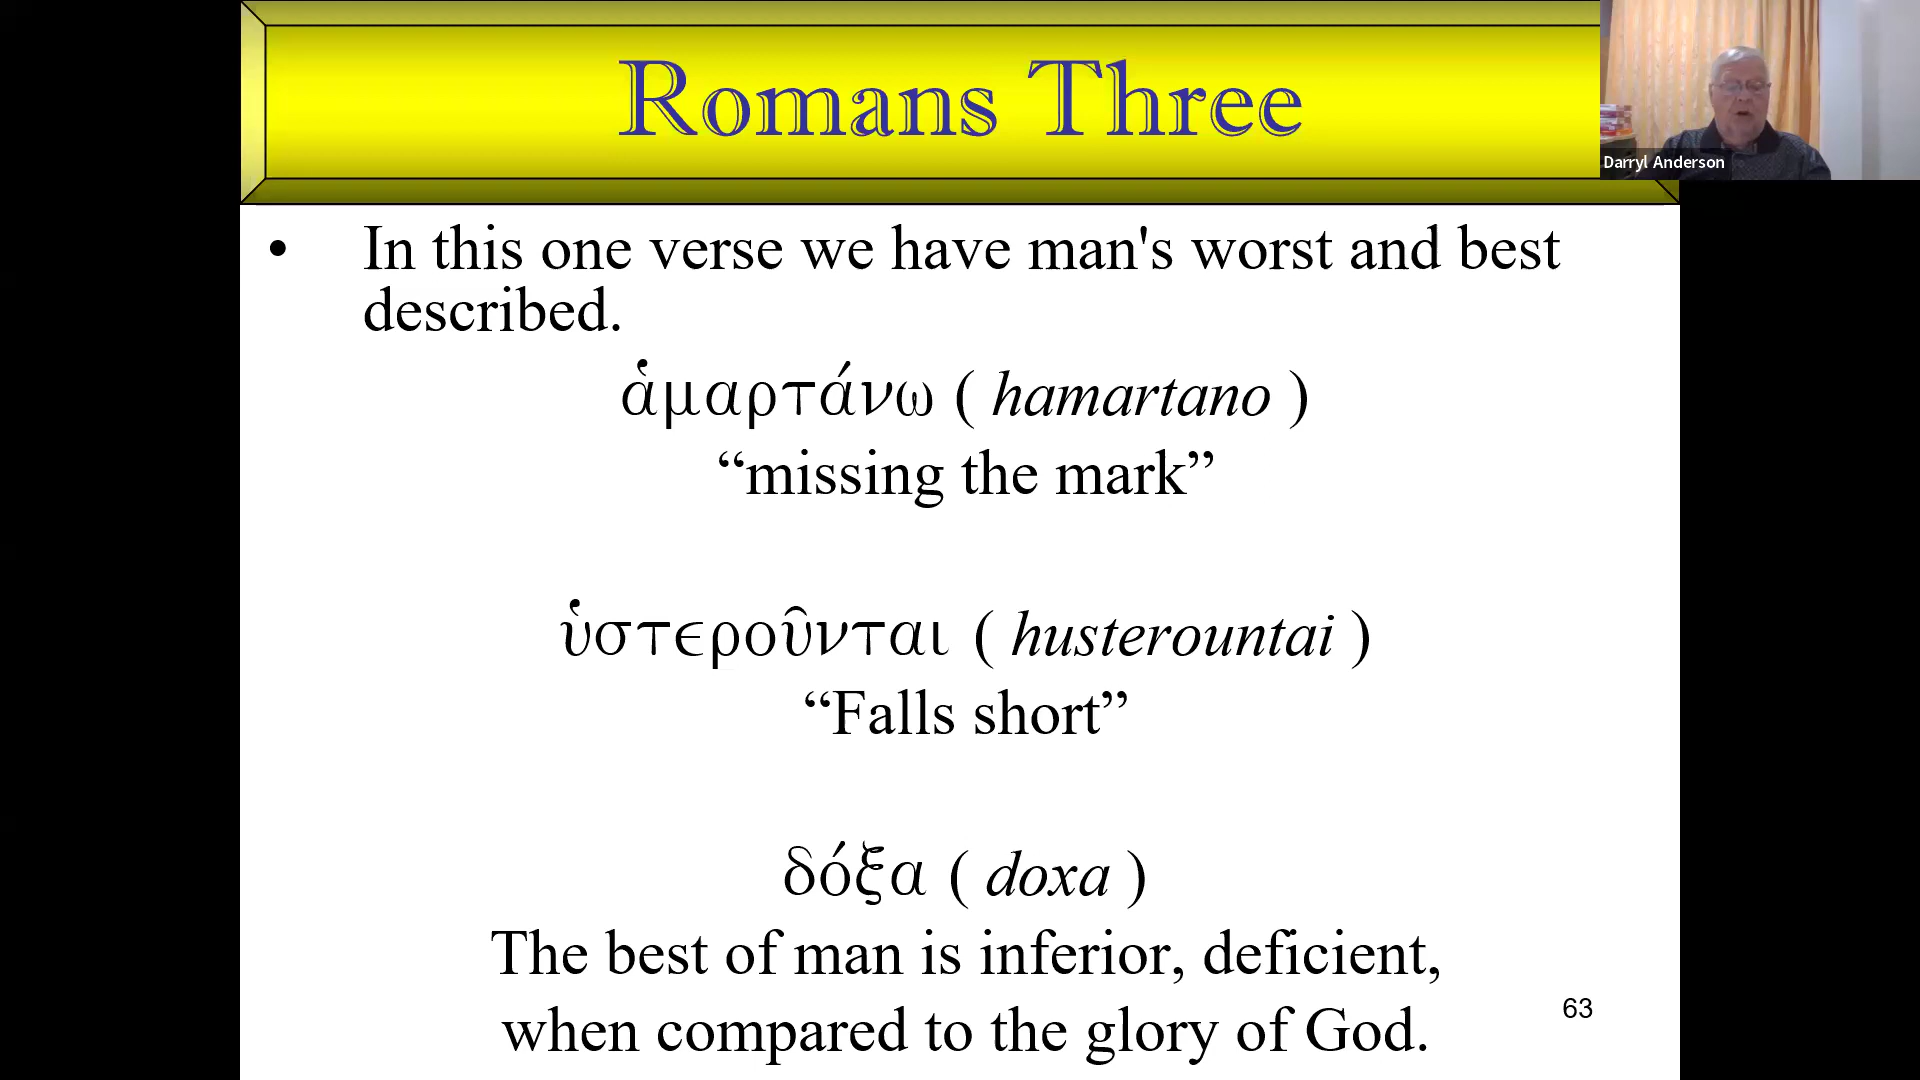 Romans Three
Darryl Anderson
• In this one verse we have man's worst and best
described.
ἁμαρτάνω ( hamartano )
“missing the mark”
ὑστεροῦνται ( husterountai )
“Falls short”
δόξα ( doxa )
The best of man is inferior, deficient,
when compared to the glory of God.
63